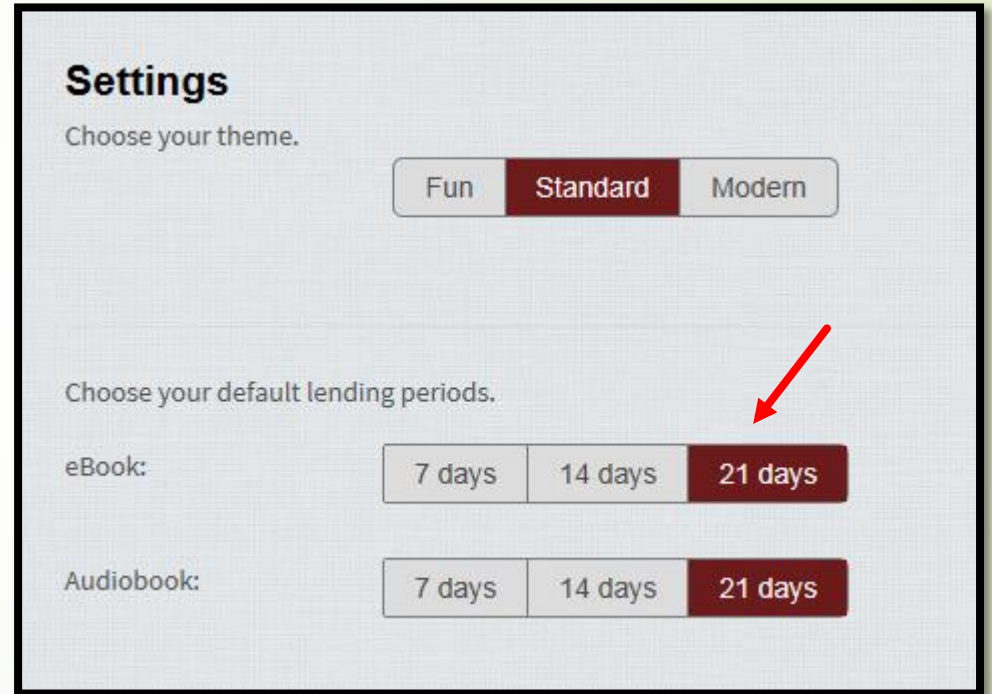 Settings
Choose your theme.
Fun Standard Modern
Choose your default lending periods.
eBook: 7 days 14 days 21 days
Audiobook: 7 days 14 days 21 days